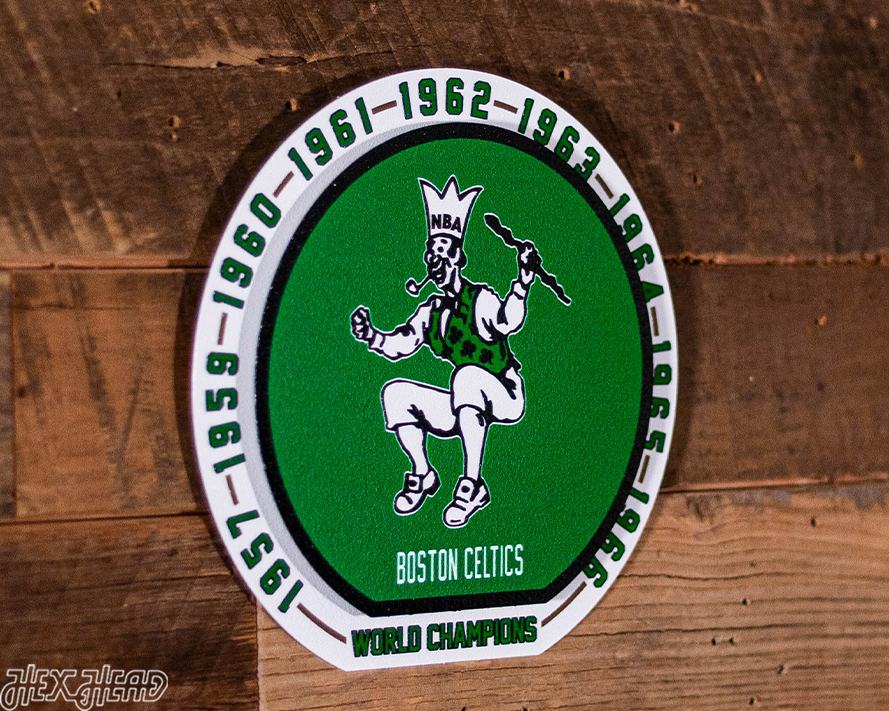 1957—1959—1960—1961—1962—1963—1964—1965—1966
NBA
BOSTON CELTICS
WORLD CHAMPIONS
HEX HEAD